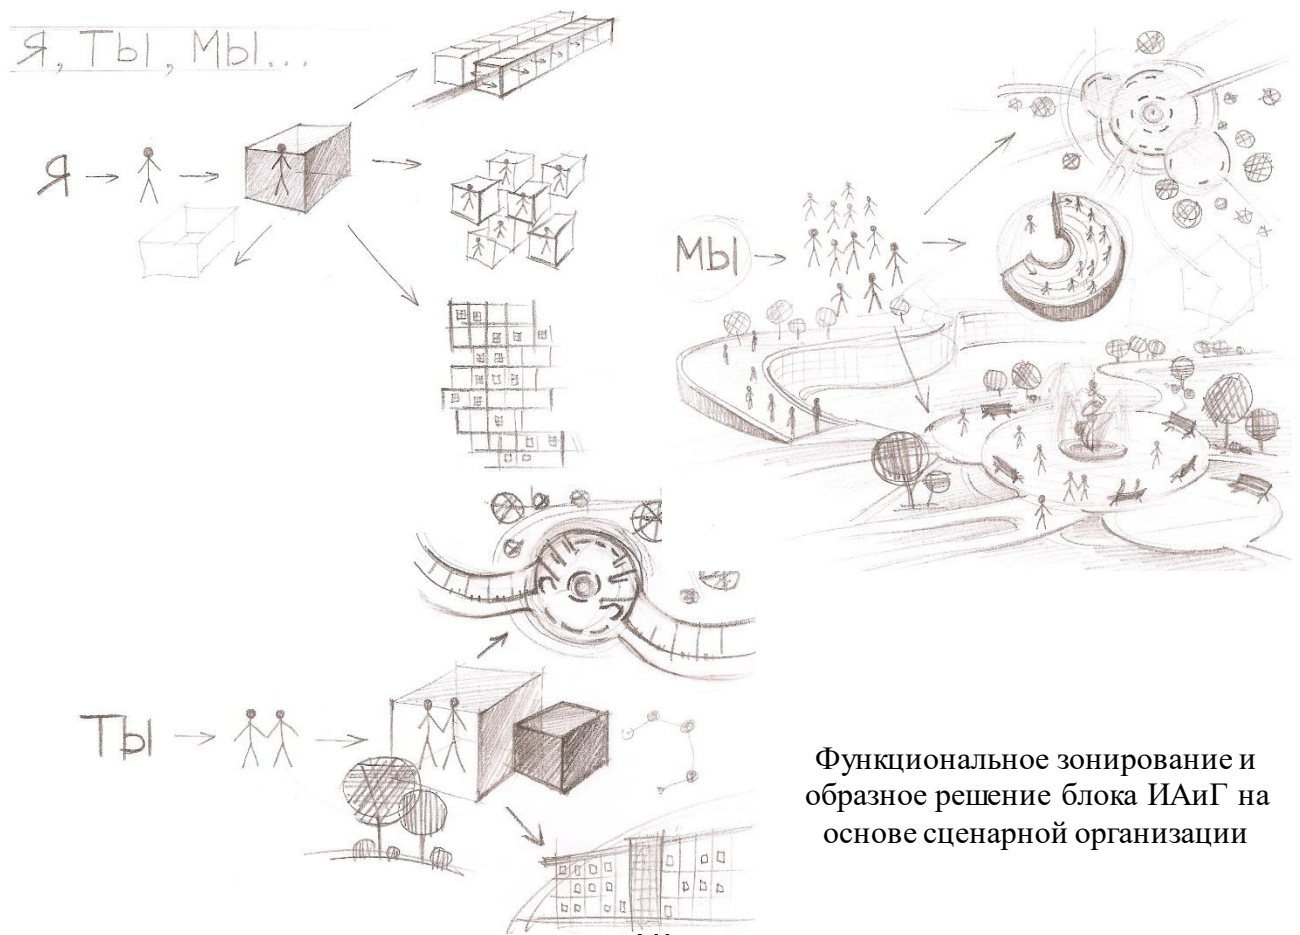 Я, ТЫ, МЫ...
Я
МЫ
ТЫ
Функциональное зонирование и
образное решение блока ИАиГ на
основе сценарной организации